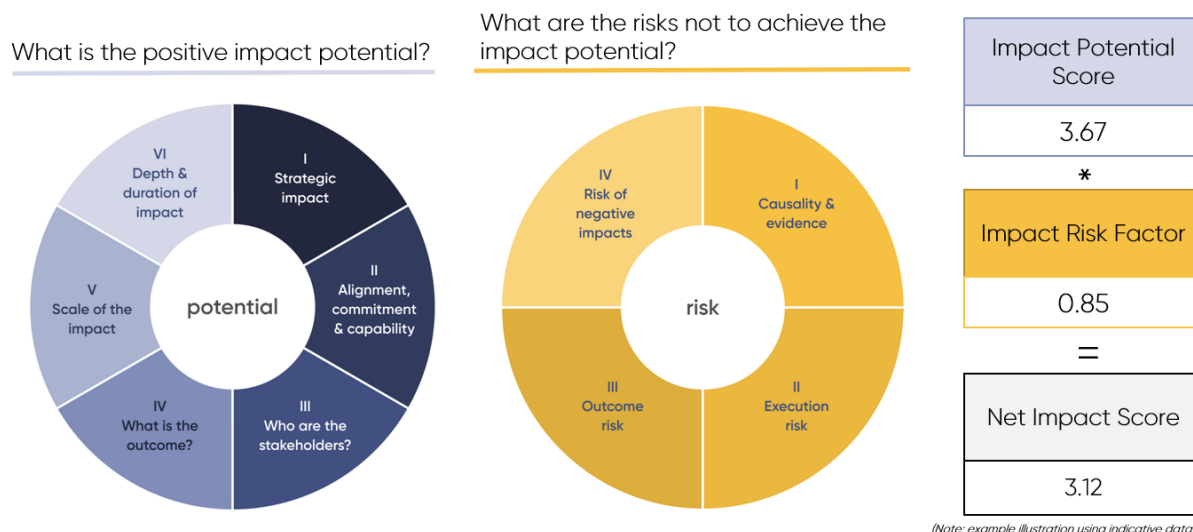 What is the positive impact potential?
What are the risks not to achieve the
impact potential?
VI
Depth &
duration of
impact
I
Strategic
impact
II
Alignment,
commitment
& capability
III
Who are the
stakeholders?
IV
What is the
outcome?
V
Scale of the
impact
potential
IV
Risk of
negative
impacts
I
Causality &
evidence
II
Execution
risk
III
Outcome
risk
risk
Impact Potential
Score
3.67
*
Impact Risk Factor
0.85
=
Net Impact Score
3.12
(Note: example illustration using indicative data